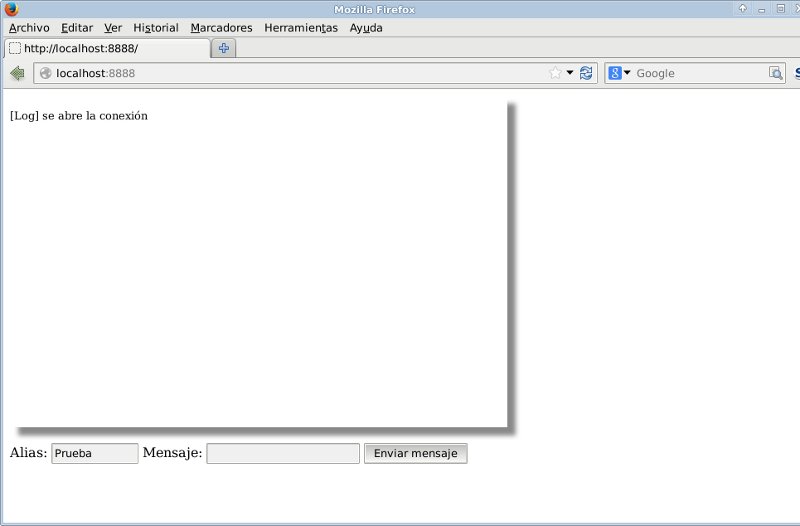 Mozilla Firefox
Archivo Editar Ver Historial Marcadores Herramientas Ayuda
http://localhost:8888/
localhost:8888
Google
[Log] se abre la conexión
Alias: Prueba Mensaje: Enviar mensaje